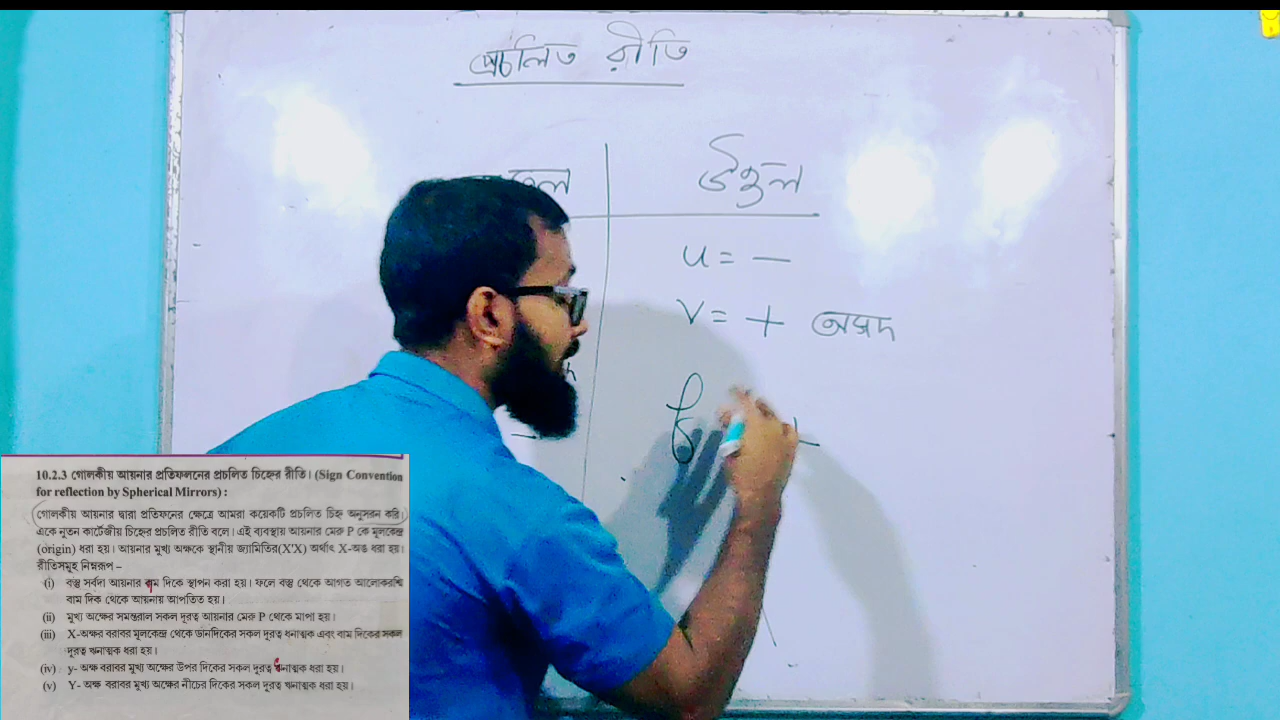 প্রচলিত রীতি
উত্তল
u = –
v = + অসদ
f
10.2.3 গোলকীয় আয়নার প্রতিফলনের প্রচলিত চিহ্নের রীতি। (Sign Convention
for reflection by Spherical Mirrors) :
গোলকীয় আয়নার দ্বারা প্রতিফনের ক্ষেত্রে আমরা কয়েকটি প্রচলিত চিহ্ন অনুসরন করি।
একে নুতন কার্টেজীয় চিহ্নের প্রচলিত রীতি বলে। এই ব্যবস্থায় আয়নার মেরু P কে মূলকেন্দ্র
(origin) ধরা হয়। আয়নার মুখ্য অক্ষকে স্থানীয় জ্যামিতির(X'X) অর্থাৎ X-অক্ত ধরা হয়।
রীতিসমূহ নিম্নরূপ –
(i) বস্তু সর্বদা আয়নার বাম দিকে স্থাপন করা হয়। ফলে বস্তু থেকে আগত আলোকরশ্মি
বাম দিক থেকে আয়নায় আপতিত হয়।
(ii) মুখ্য অক্ষের সমন্তরাল সকল দূরত্ব আয়নার মেরু P থেকে মাপা হয়।
(iii) X-অক্ষর বরাবর মূলকেন্দ্র থেকে ডানদিকের সকল দূরত্ব ধনাত্মক এবং বাম দিকের সকল
দূরত্ব ঋনাত্মক ধরা হয়।
(iv) y- অক্ষ বরাবর মুখ্য অক্ষের উপর দিকের সকল দূরত্ব ধনাত্মক ধরা হয়।
(v) Y- অক্ষ বরাবর মুখ্য অক্ষের নীচের দিকের সকল দূরত্ব ঋনাত্মক ধরা হয়।